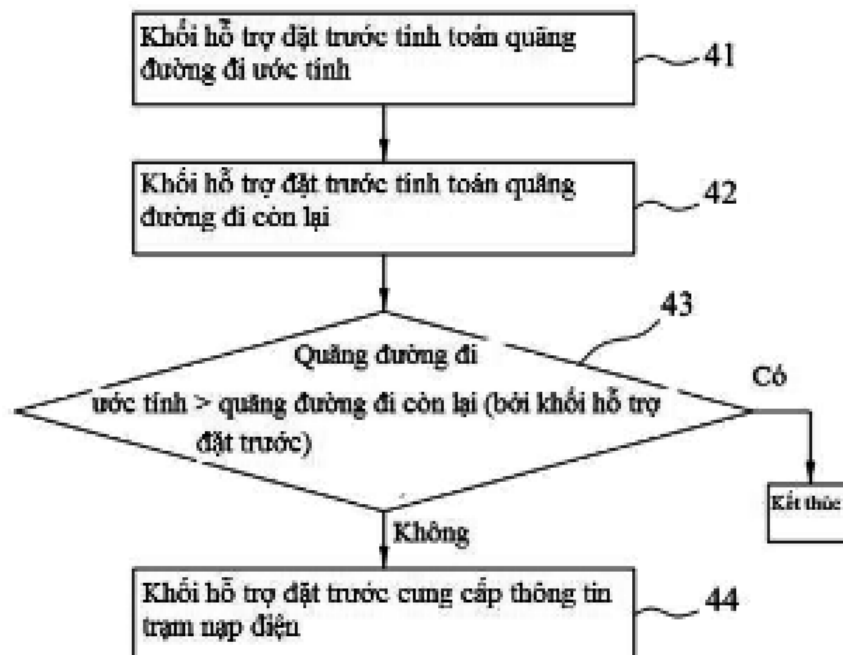 Khối hỗ trợ đặt trước tính toán quãng
đường đi ước tính
41
Khối hỗ trợ đặt trước tính toán quãng
đường đi còn lại
42
43
Quãng đường đi
ước tính > quãng đường đi còn lại (bởi khối hỗ trợ
đặt trước)
Có
Kết thúc
Không
Khối hỗ trợ đặt trước cung cấp thông tin
trạm nạp điện
44